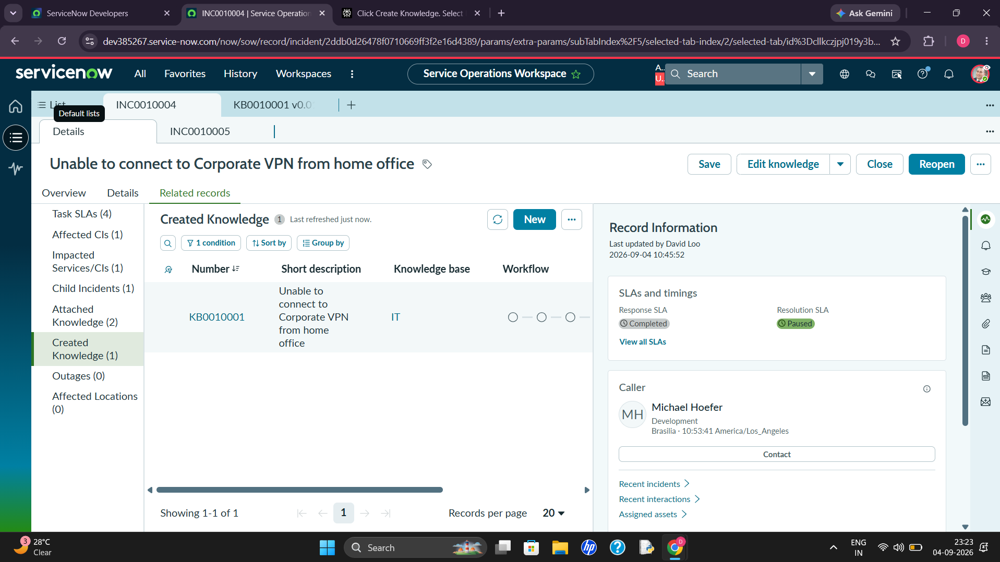 ServiceNow Developers
INC0010004 | Service Operation
Click Create Knowledge. Select
Ask Gemini
dev385267.service-now.com/now/sow/record/incident/2ddb0d26478f0710669ff3f2e16d4389/params/extra-params/subTabIndex%2F5/selected-tab-index/2/selected-tab/id%3Dcllkczjpj019y3b...
D
servicenow
All
Favorites
History
Workspaces
Service Operations Workspace
A..
U..
Search
List
INC0010004
KB0010001 v0.0
Default lists
Details
INC0010005
Unable to connect to Corporate VPN from home office
Save
Edit knowledge
Close
Reopen
Overview
Details
Related records
Task SLAs (4)
Affected CIs (1)
Impacted
Services/CIs (1)
Child Incidents (1)
Attached
Knowledge (2)
Created
Knowledge (1)
Outages (0)
Affected Locations
(0)
Created Knowledge 1 Last refreshed just now.
New
1 condition
Sort by
Group by
Number
Short description
Knowledge base
Workflow
KB0010001
Unable to
connect to
Corporate VPN
from home
office
IT
Showing 1-1 of 1
1
Records per page
20
Record Information
Last updated by David Loo
2026-09-04 10:45:52
SLAs and timings
Response SLA
Completed
Resolution SLA
Paused
View all SLAs
Caller
MH
Michael Hoefer
Development
Brasilia · 10:53:41 America/Los_Angeles
Contact
Recent incidents
Recent interactions
Assigned assets
3
28°C
Clear
Search
hp
D
ENG
IN
23:23
04-09-2026